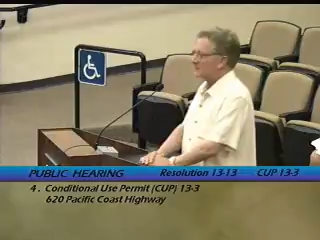 PUBLIC HEARING Resolution 13-13 CUP 13-3
4. Conditional Use Permit (CUP) 13-3
620 Pacific Coast Highway